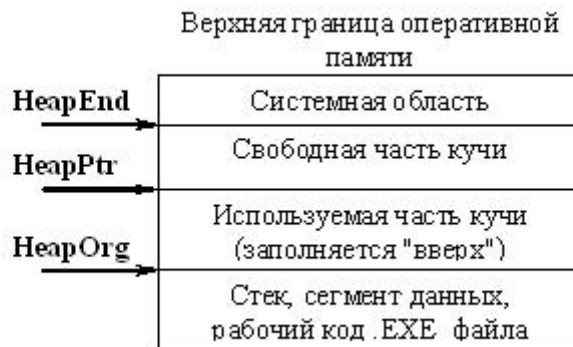 Верхняя граница оперативной
памяти
HeapEnd
Системная область
HeapPtr
Свободная часть кучи
HeapOrg
Используемая часть кучи
(заполняется "вверх")
Стек, сегмент данных,
рабочий код .EXE файла